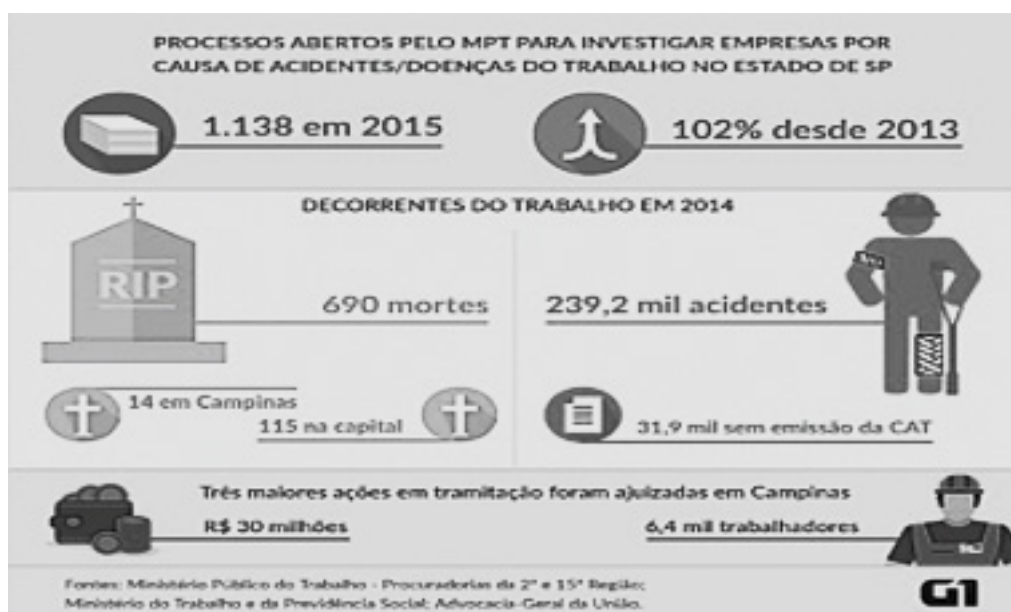 PROCESSOS ABERTOS PELO MPT PARA INVESTIGAR EMPRESAS POR
CAUSA DE ACIDENTES/DOENÇAS DO TRABALHO NO ESTADO DE SP
1.138 em 2015
102% desde 2013
DECORRENTES DO TRABALHO EM 2014
RIP
690 mortes
239,2 mil acidentes
14 em Campinas
115 na capital
31,9 mil sem emissão da CAT
Três maiores ações em tramitação foram ajuizadas em Campinas
R$ 30 milhões
6,4 mil trabalhadores
Fontes: Ministério Público do Trabalho - Procuradorias da 2ª e 15ª Região;
Ministério do Trabalho e da Previdência Social; Advocacia-Geral da União.
G1